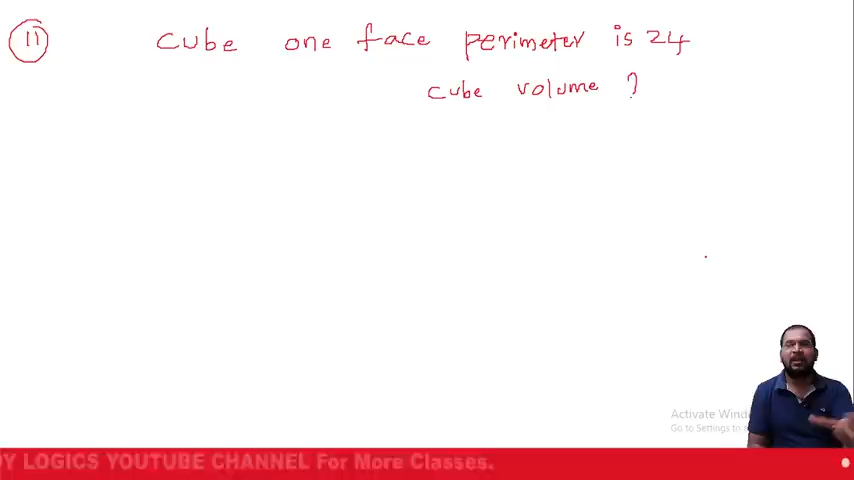 11 cube one face perimeter is 24
cube volume ?
Activate Wind
Go to Settings to a
Y LOGICS YOUTUBE CHANNEL For More Classes.